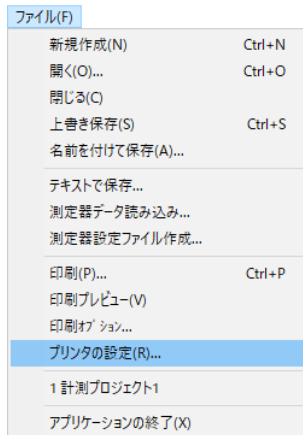 ファイル(F)
新規作成(N) Ctrl+N
開く(O)... Ctrl+O
閉じる(C)
上書き保存(S) Ctrl+S
名前を付けて保存(A)...
テキストで保存...
測定器データ読み込み...
測定器設定ファイル作成...
印刷(P)... Ctrl+P
印刷プレビュー(V)
印刷ｵﾌﾟｼｮﾝ...
プリンタの設定(R)...
1 計測プロジェクト1
アプリケーションの終了(X)